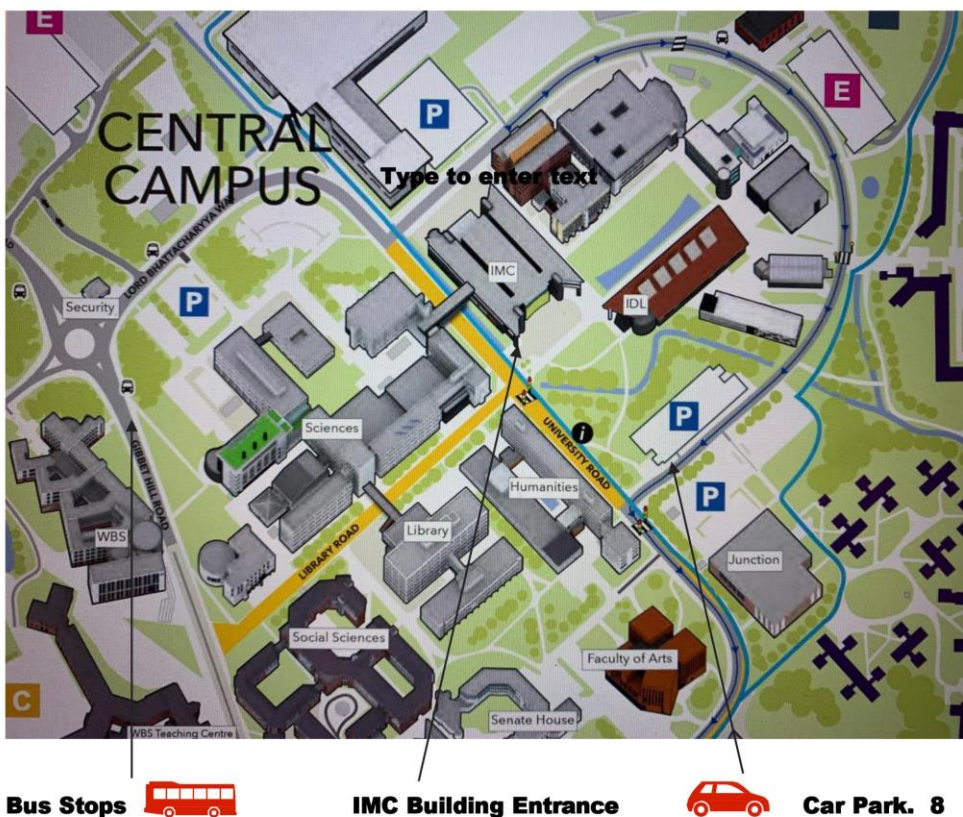 E
CENTRAL
CAMPUS
P
E
Type to enter text
LORD BHATTACHARYYA WAY
IMC
Security
P
IDL
GIBBET HILL ROAD
Sciences
P
UNIVERSITY ROAD
i
Humanities
P
WBS
LIBRARY ROAD
Library
Junction
Social Sciences
Faculty of Arts
C
Senate House
WBS Teaching Centre
Bus Stops
IMC Building Entrance
Car Park. 8